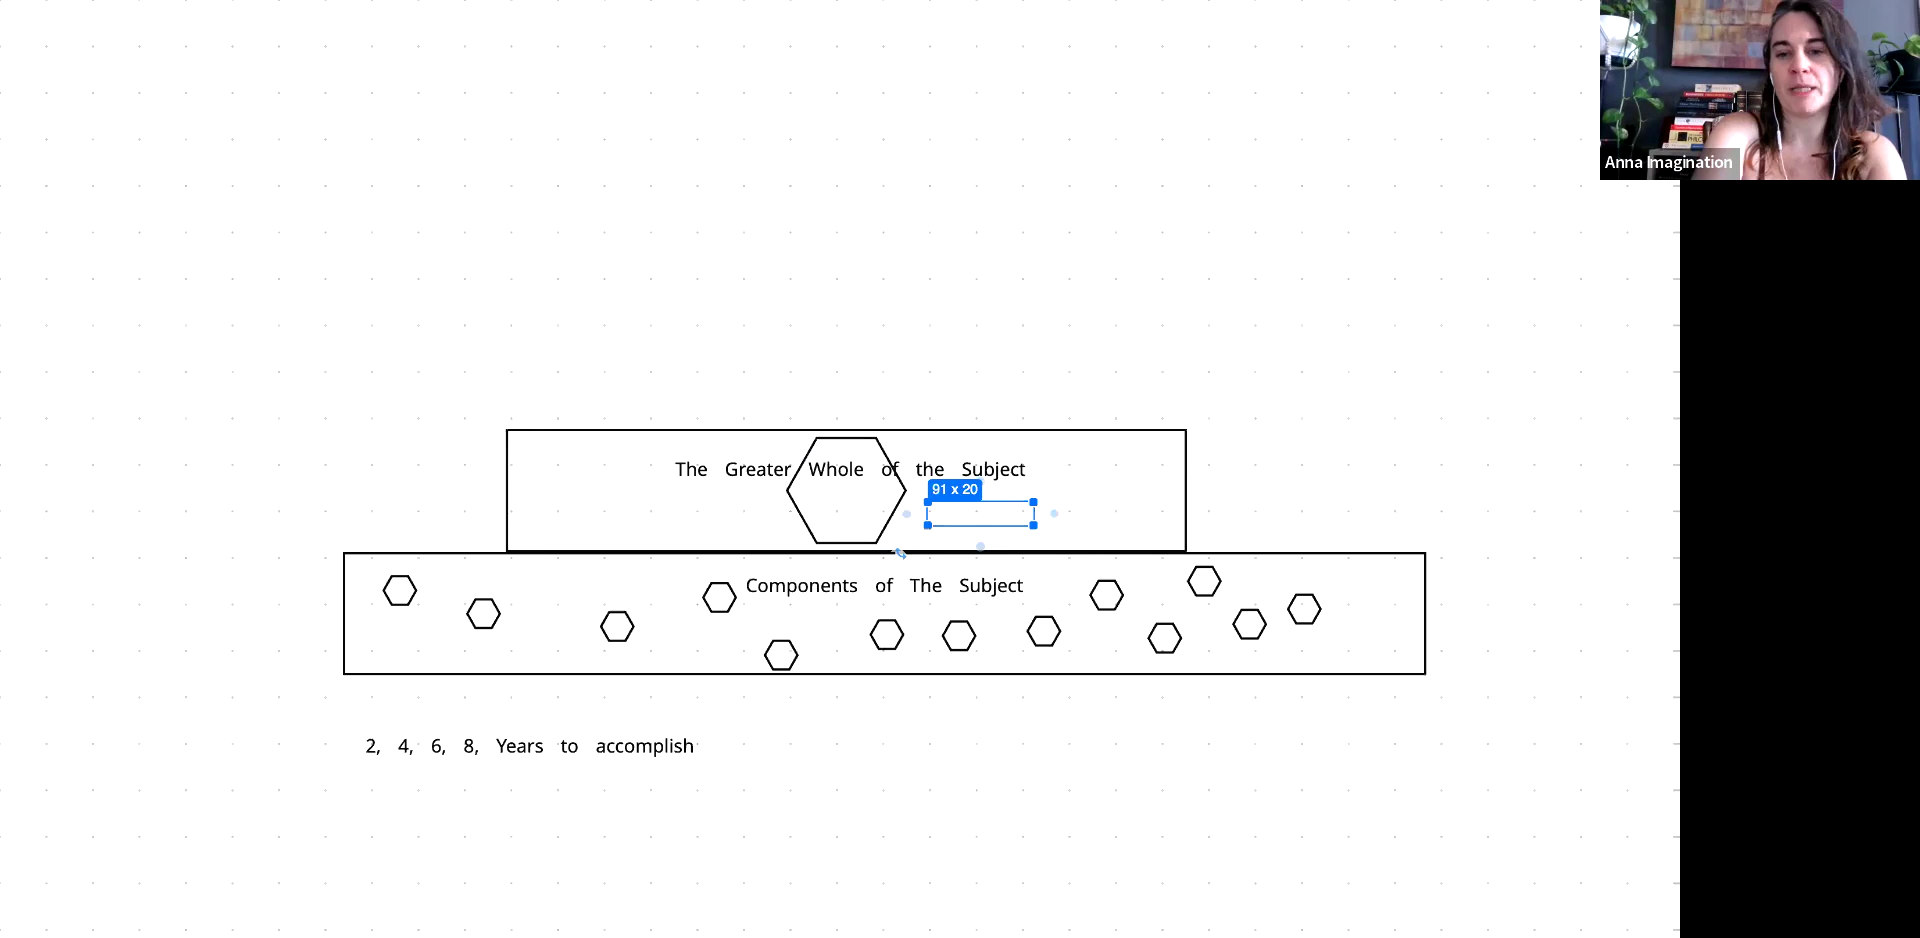 Anna Imagination
The Greater Whole of the Subject
91 x 20
Components of The Subject
2, 4, 6, 8, Years to accomplish